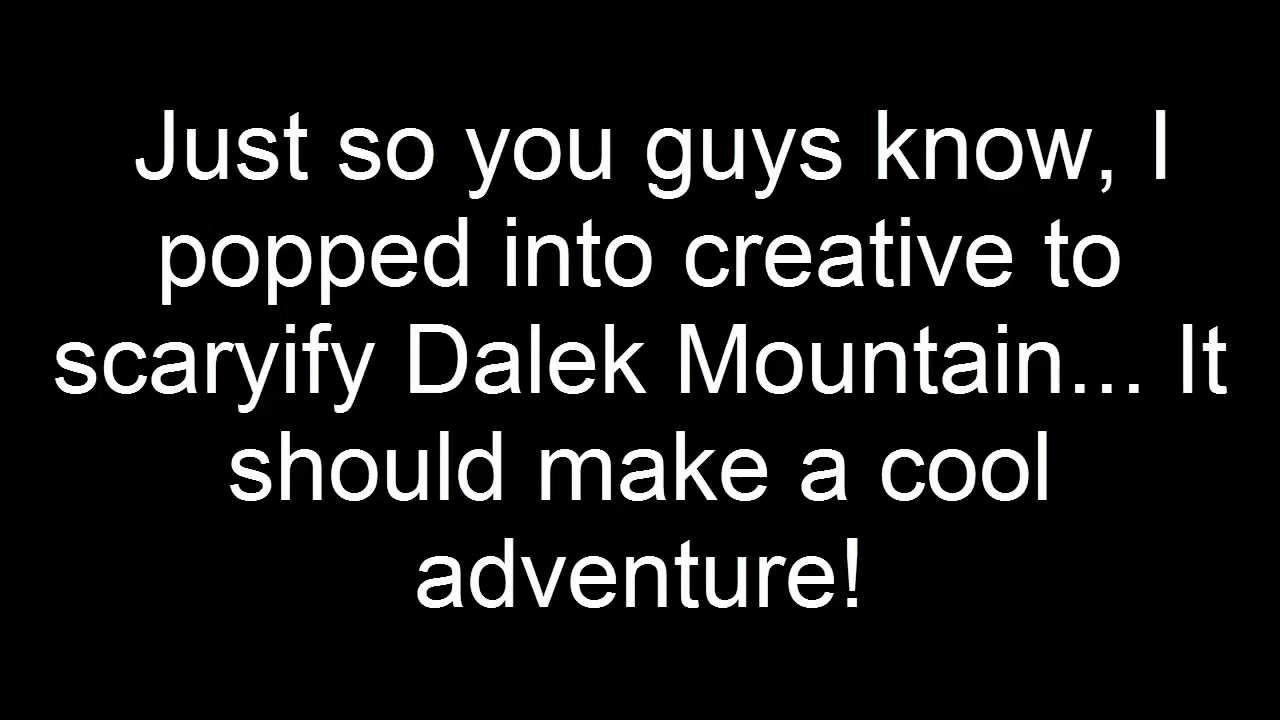 Just so you guys know, I
popped into creative to
scaryify Dalek Mountain... It
should make a cool
adventure!